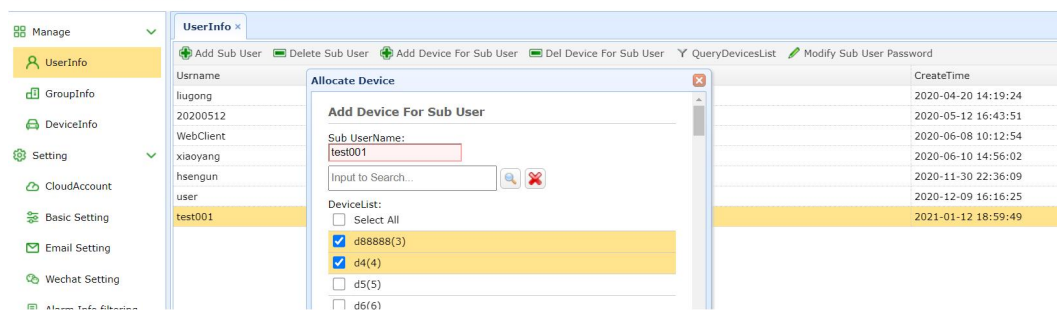 Manage
UserInfo
GroupInfo
DeviceInfo
Setting
CloudAccount
Basic Setting
Email Setting
Wechat Setting
Alarm Info filtering
UserInfo ×
Add Sub User Delete Sub User Add Device For Sub User Del Device For Sub User QueryDevicesList Modify Sub User Password
Usrname CreateTime
liugong 2020-04-20 14:19:24
20200512 2020-05-12 16:43:51
WebClient 2020-06-08 10:12:54
xiaoyang 2020-06-10 14:56:02
hsengun 2020-11-30 22:36:09
user 2020-12-09 16:16:25
test001 2021-01-12 18:59:49
Allocate Device
Add Device For Sub User
Sub UserName:
test001
Input to Search...
DeviceList:
Select All
d88888(3)
d4(4)
d5(5)
d6(6)